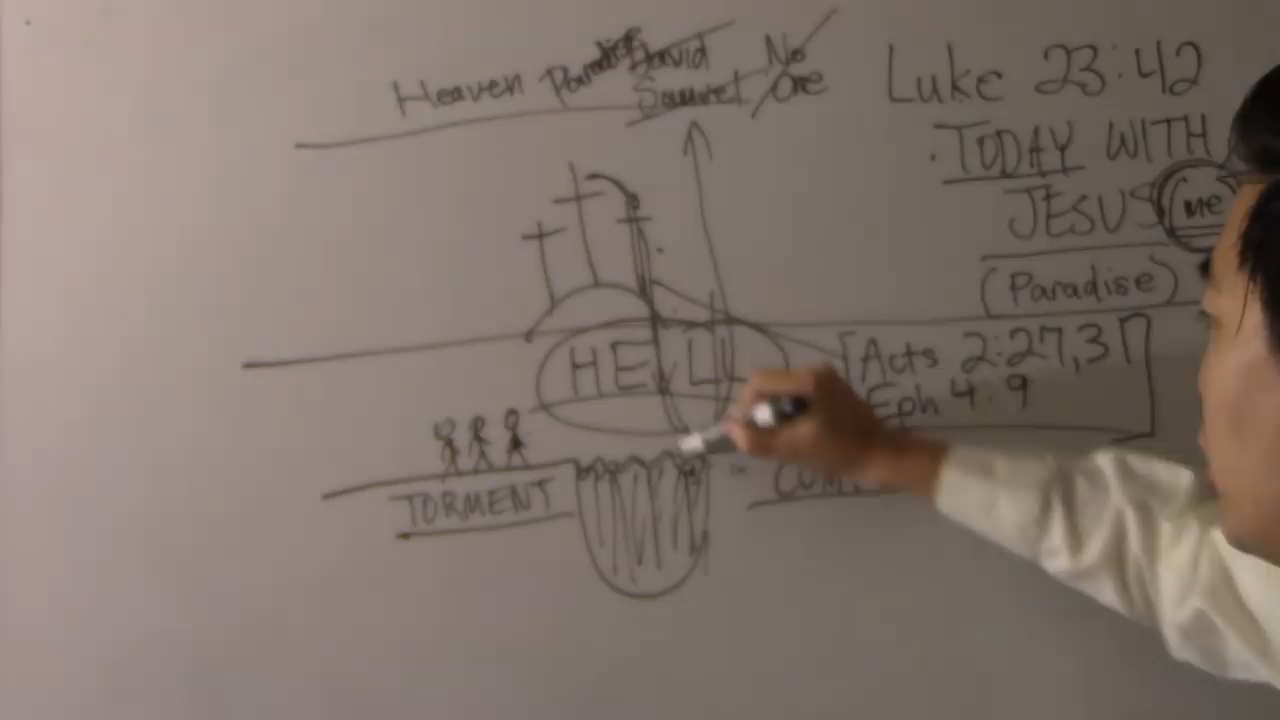 Heaven Paradise David No
Samuel One
Luke 23:42
. TODAY WITH
JESUS (me)
(Paradise)
HELL
[Acts 2:27,31]
Eph 4:9
TORMENT